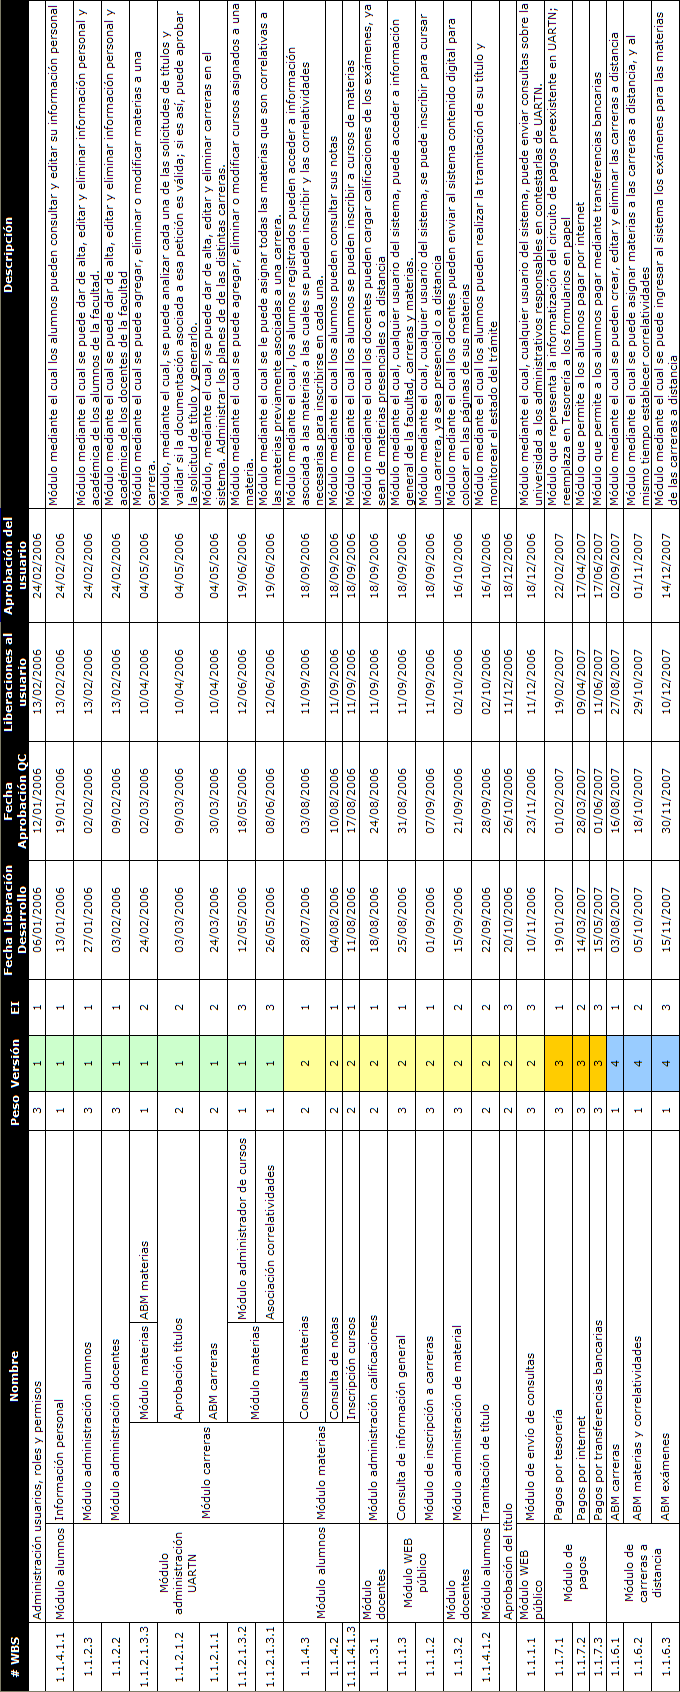 # WBS Nombre Peso Versión EI Fecha Liberación Desarrollo Fecha Aprobación QC Liberaciones al usuario Aprobación del usuario Descripción
Administración usuarios, roles y permisos 3 1 1 06/01/2006 12/01/2006 13/02/2006 24/02/2006
1.1.4.1.1 Módulo alumnos Información personal 1 1 1 13/01/2006 19/01/2006 13/02/2006 24/02/2006 Módulo mediante el cual los alumnos pueden consultar y editar su información personal
1.1.2.3 Módulo administración UARTN Módulo administración alumnos 3 1 1 27/01/2006 02/02/2006 13/02/2006 24/02/2006 Módulo mediante el cual se puede dar de alta, editar y eliminar información personal y
académica de los alumnos de la facultad.
1.1.2.2 Módulo administración docentes 3 1 1 03/02/2006 09/02/2006 13/02/2006 24/02/2006 Módulo mediante el cual se puede dar de alta, editar y eliminar información personal y
académica de los docentes de la facultad
1.1.2.1.3.3 Módulo carreras Módulo materias ABM materias 1 1 2 24/02/2006 02/03/2006 10/04/2006 04/05/2006 Módulo mediante el cual se puede agregar, eliminar o modificar materias a una
carrera.
1.1.2.1.2 Aprobación títulos 2 1 2 03/03/2006 09/03/2006 10/04/2006 04/05/2006 Módulo, mediante el cual, se puede analizar cada una de las solicitudes de títulos y
validar si la documentación asociada a esa petición es válida; si es así, puede aprobar
la solicitud de título y generarlo.
1.1.2.1.1 ABM carreras 2 1 2 24/03/2006 30/03/2006 10/04/2006 04/05/2006 Módulo, mediante el cual, se puede dar de alta, editar y eliminar carreras en el
sistema. Administrar los planes de de las distintas carreras.
1.1.2.1.3.2 Módulo materias Módulo administrador de cursos 1 1 3 12/05/2006 18/05/2006 12/06/2006 19/06/2006 Módulo mediante el cual se puede agregar, eliminar o modificar cursos asignados a una
materia.
1.1.2.1.3.1 Asociación correlatividades 1 1 3 26/05/2006 08/06/2006 12/06/2006 19/06/2006 Módulo mediante el cual se le puede asignar todas las materias que son correlativas a
las materias previamente asociadas a una carrera.
1.1.4.3 Módulo alumnos Módulo materias Consulta materias 2 2 1 28/07/2006 03/08/2006 11/09/2006 18/09/2006 Módulo mediante el cual, los alumnos registrados pueden acceder a información
asociada a las materias a las cuales se pueden inscribir y las correlatividades
necesarias para inscribirse en cada una.
1.1.4.2 Consulta de notas 2 2 1 04/08/2006 10/08/2006 11/09/2006 18/09/2006 Módulo mediante el cual los alumnos pueden consultar sus notas
1.1.4.1.3 Inscripción cursos 2 2 1 11/08/2006 17/08/2006 11/09/2006 18/09/2006 Módulo mediante el cual los alumnos se pueden inscribir a cursos de materias
1.1.3.1 Módulo docentes Módulo administración calificaciones 2 2 1 18/08/2006 24/08/2006 11/09/2006 18/09/2006 Módulo mediante el cual los docentes pueden cargar calificaciones de los exámenes, ya
sean de materias presenciales o a distancia
1.1.1.3 Módulo WEB público Consulta de información general 3 2 1 25/08/2006 31/08/2006 11/09/2006 18/09/2006 Módulo mediante el cual, cualquier usuario del sistema, puede acceder a información
general de la facultad, carreras y materias.
1.1.1.2 Módulo de inscripción a carreras 3 2 1 01/09/2006 07/09/2006 11/09/2006 18/09/2006 Módulo mediante el cual, cualquier usuario del sistema, se puede inscribir para cursar
una carrera, ya sea presencial o a distancia
1.1.3.2 Módulo docentes Módulo administración de material 3 2 2 15/09/2006 21/09/2006 02/10/2006 16/10/2006 Módulo mediante el cual los docentes pueden enviar al sistema contenido digital para
colocar en las páginas de sus materias
1.1.4.1.2 Módulo alumnos Tramitación de título 2 2 2 22/09/2006 28/09/2006 02/10/2006 16/10/2006 Módulo mediante el cual los alumnos pueden realizar la tramitación de su título y
monitorear el estado del trámite
Aprobación del título 2 2 3 20/10/2006 26/10/2006 11/12/2006 18/12/2006
1.1.1.1 Módulo WEB público Módulo de envío de consultas 3 2 3 10/11/2006 23/11/2006 11/12/2006 18/12/2006 Módulo mediante el cual, cualquier usuario del sistema, puede enviar consultas sobre la
universidad a los administrativos responsables en contestarlas de UARTN.
1.1.7.1 Módulo de pagos Pagos por tesorería 3 3 1 19/01/2007 01/02/2007 19/02/2007 22/02/2007 Módulo que representa la informatización del circuito de pagos preexistente en UARTN;
reemplaza en Tesorería a los formularios en papel
1.1.7.2 Pagos por internet 3 3 2 14/03/2007 28/03/2007 09/04/2007 17/04/2007 Módulo que permite a los alumnos pagar por internet
1.1.7.3 Pagos por transferencias bancarias 3 3 3 15/05/2007 01/06/2007 11/06/2007 17/06/2007 Módulo que permite a los alumnos pagar mediante transferencias bancarias
1.1.6.1 Módulo de carreras a distancia ABM carreras 1 4 1 03/08/2007 16/08/2007 27/08/2007 02/09/2007 Módulo mediante el cual se pueden crear, editar y eliminar las carreras a distancia
1.1.6.2 ABM materias y correlatividades 1 4 2 05/10/2007 18/10/2007 29/10/2007 01/11/2007 Módulo mediante el cual se puede asignar materias a las carreras a distancia, y al
mismo tiempo establecer correlatividades
1.1.6.3 ABM exámenes 1 4 3 15/11/2007 30/11/2007 10/12/2007 14/12/2007 Módulo mediante el cual se puede ingresar al sistema los exámenes para las materias
de las carreras a distancia